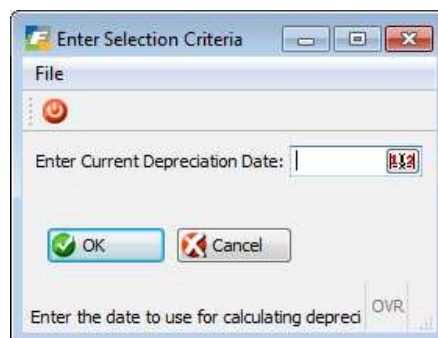 Enter Selection Criteria
File
Enter Current Depreciation Date:
OK Cancel
Enter the date to use for calculating depreci OVR